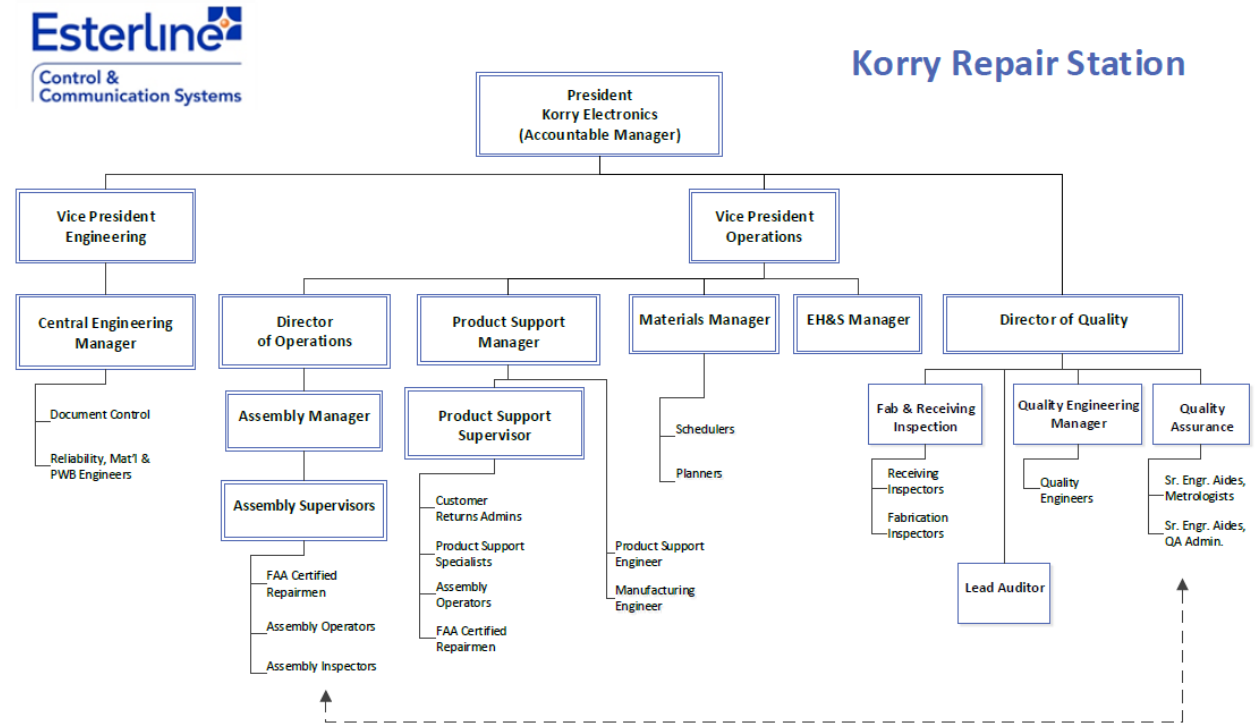 Esterline
Control &
Communication Systems
Korry Repair Station
President
Korry Electronics
(Accountable Manager)
Vice President
Engineering
Vice President
Operations
Central Engineering
Manager
Director
of Operations
Product Support
Manager
Materials Manager
EH&S Manager
Director of Quality
Document Control
Reliability, Mat'l &
PWB Engineers
Assembly Manager
Assembly Supervisors
FAA Certified
Repairmen
Assembly Operators
Assembly Inspectors
Product Support
Supervisor
Customer
Returns Admins
Product Support
Specialists
Assembly
Operators
FAA Certified
Repairmen
Product Support
Engineer
Manufacturing
Engineer
Schedulers
Planners
Fab & Receiving
Inspection
Receiving
Inspectors
Fabrication
Inspectors
Lead Auditor
Quality Engineering
Manager
Quality
Engineers
Quality
Assurance
Sr. Engr. Aides,
Metrologists
Sr. Engr. Aides,
QA Admin.